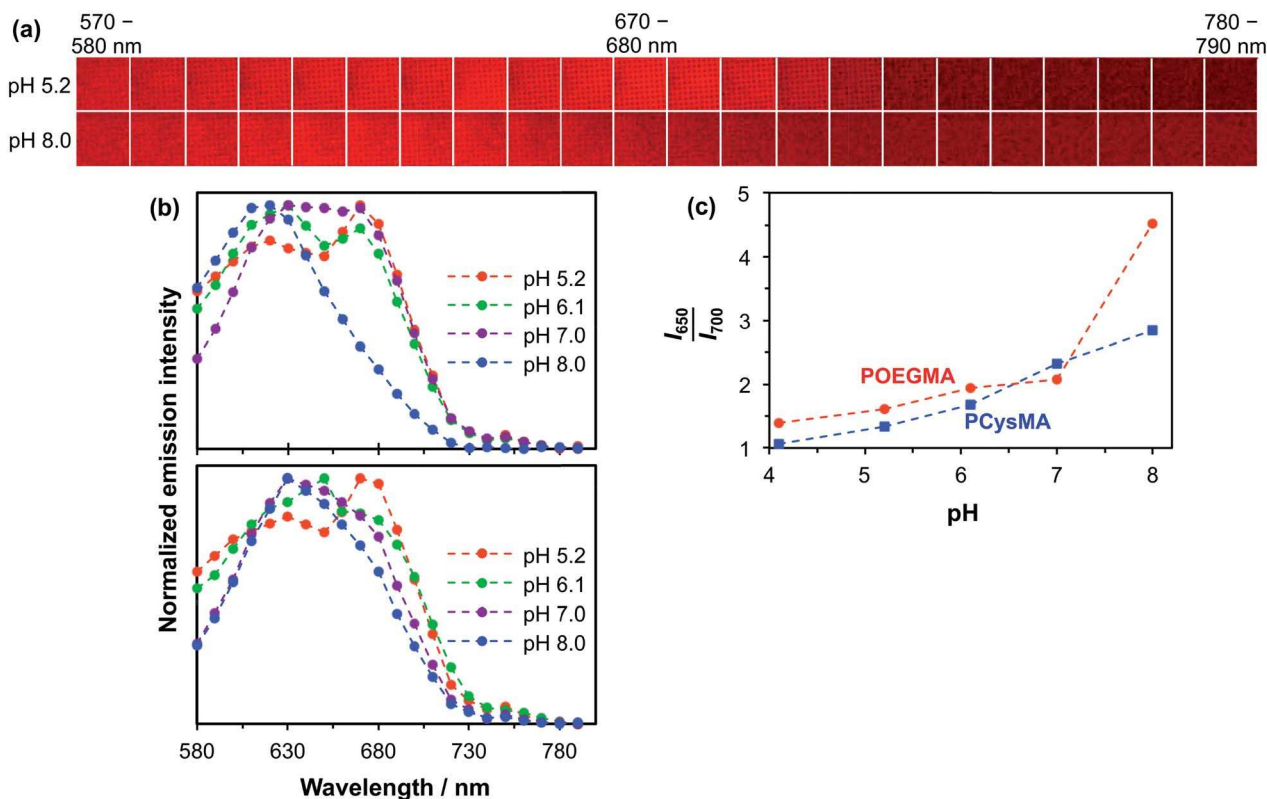 (a)
570 –
580 nm
670 –
680 nm
780 –
790 nm
pH 5.2
pH 8.0
(b)
Normalized emission intensity
pH 5.2
pH 6.1
pH 7.0
pH 8.0
pH 5.2
pH 6.1
pH 7.0
pH 8.0
580 630 680 730 780
Wavelength / nm
(c)
5
4
3
2
1
I650
I700
POEGMA
PCysMA
4 5 6 7 8
pH